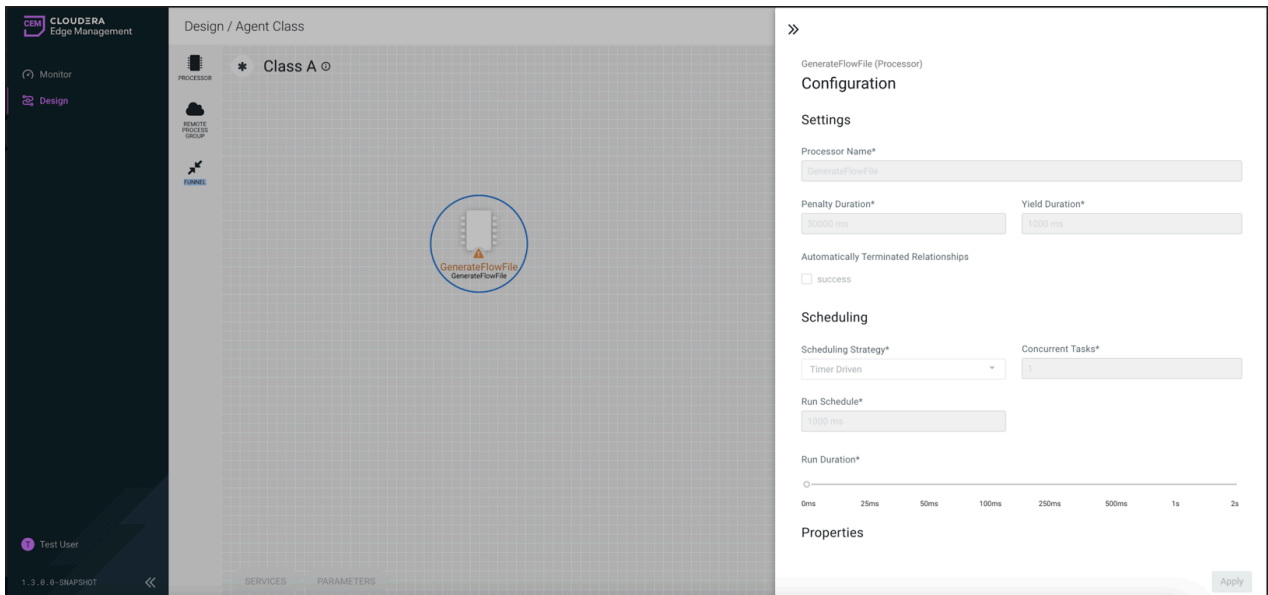 CEM
CLOUDERA
Edge Management
Monitor
Design
Test User
1.3.0.0-SNAPSHOT
Design / Agent Class
PROCESSOR
REMOTE
PROCESS
GROUP
FUNNEL
Class A
GenerateFlowFile
GenerateFlowFile
SERVICES PARAMETERS
GenerateFlowFile (Processor)
Configuration
Settings
Processor Name*
GenerateFlowFile
Penalty Duration* Yield Duration*
30000 ms 1000 ms
Automatically Terminated Relationships
success
Scheduling
Scheduling Strategy* Concurrent Tasks*
Timer Driven 1
Run Schedule*
1000 ms
Run Duration*
0ms 25ms 50ms 100ms 250ms 500ms 1s 2s
Properties
Apply